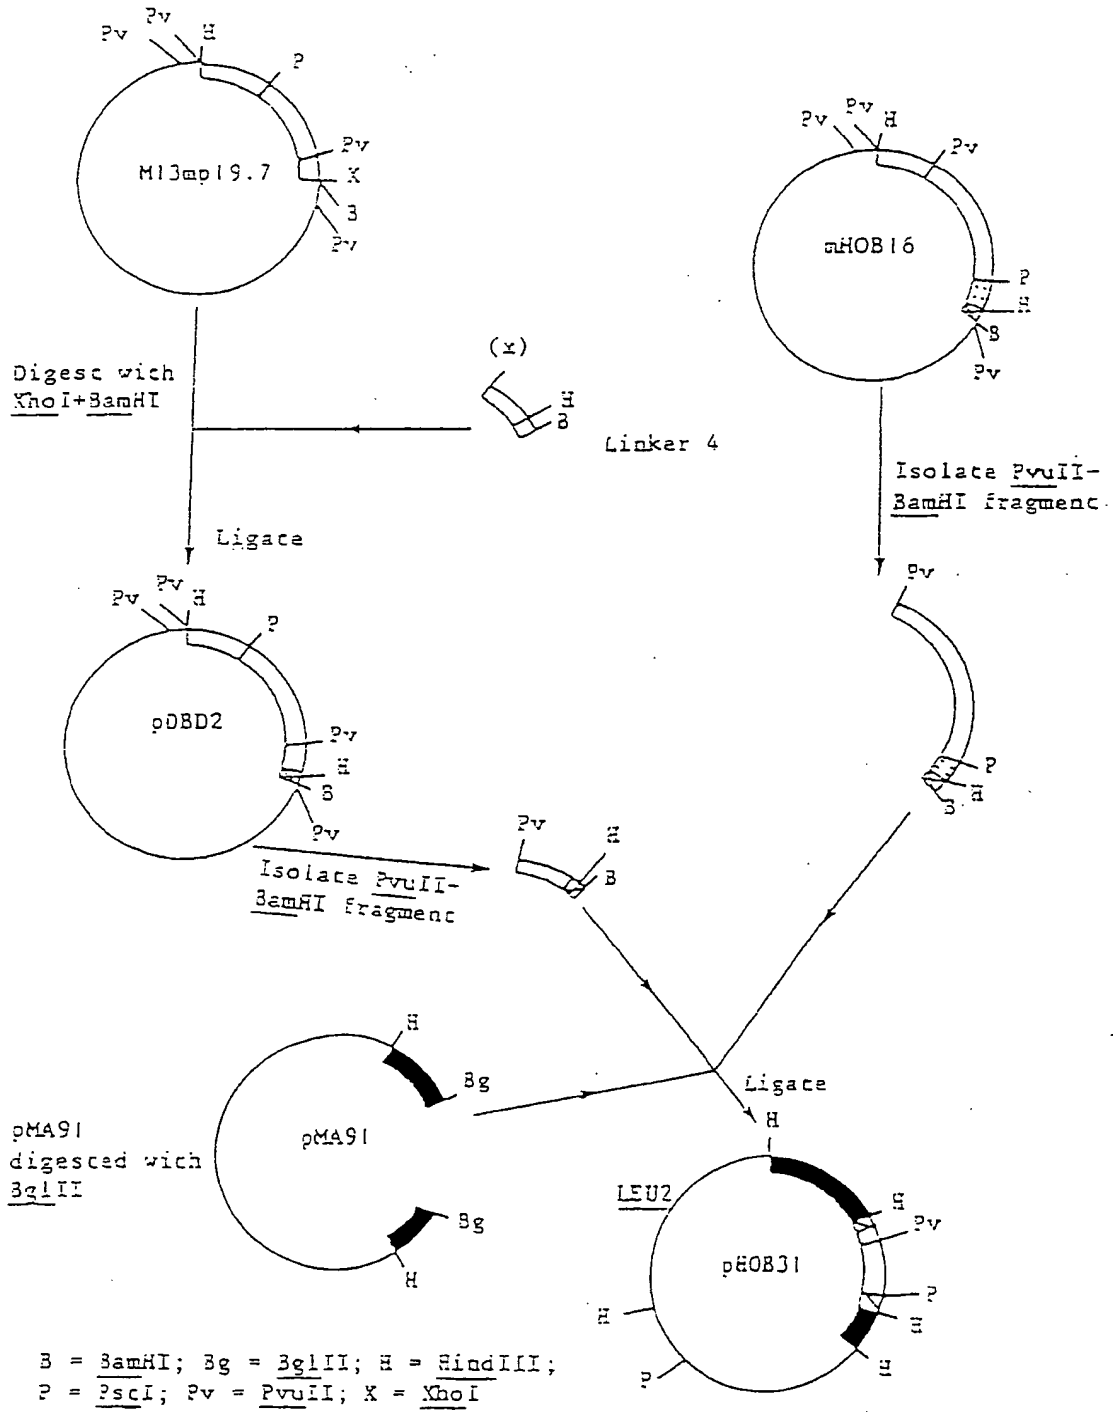 Pv
Pv
H
P
Pv
X
B
Pv
M13mp19.7
Pv
Pv
H
Pv
mHOB16
P
H
B
Pv
Digest with
XhoI+BamHI
(x)
H
B
Linker 4
Isolate PvuII-
BamHI fragment
Ligate
Pv
Pv
H
P
pDBD2
Pv
H
B
Pv
Pv
P
H
B
Isolate PvuII-
BamHI fragment
Pv
H
B
H
Bg
pMA91
pMA91
digested with
BglII
Bg
H
Ligate
H
LEU2
H
Pv
pHOB31
P
H
H
H
P
B = BamHI; Bg = BglII; H = HindIII;
P = PstI; Pv = PvuII; X = XhoI